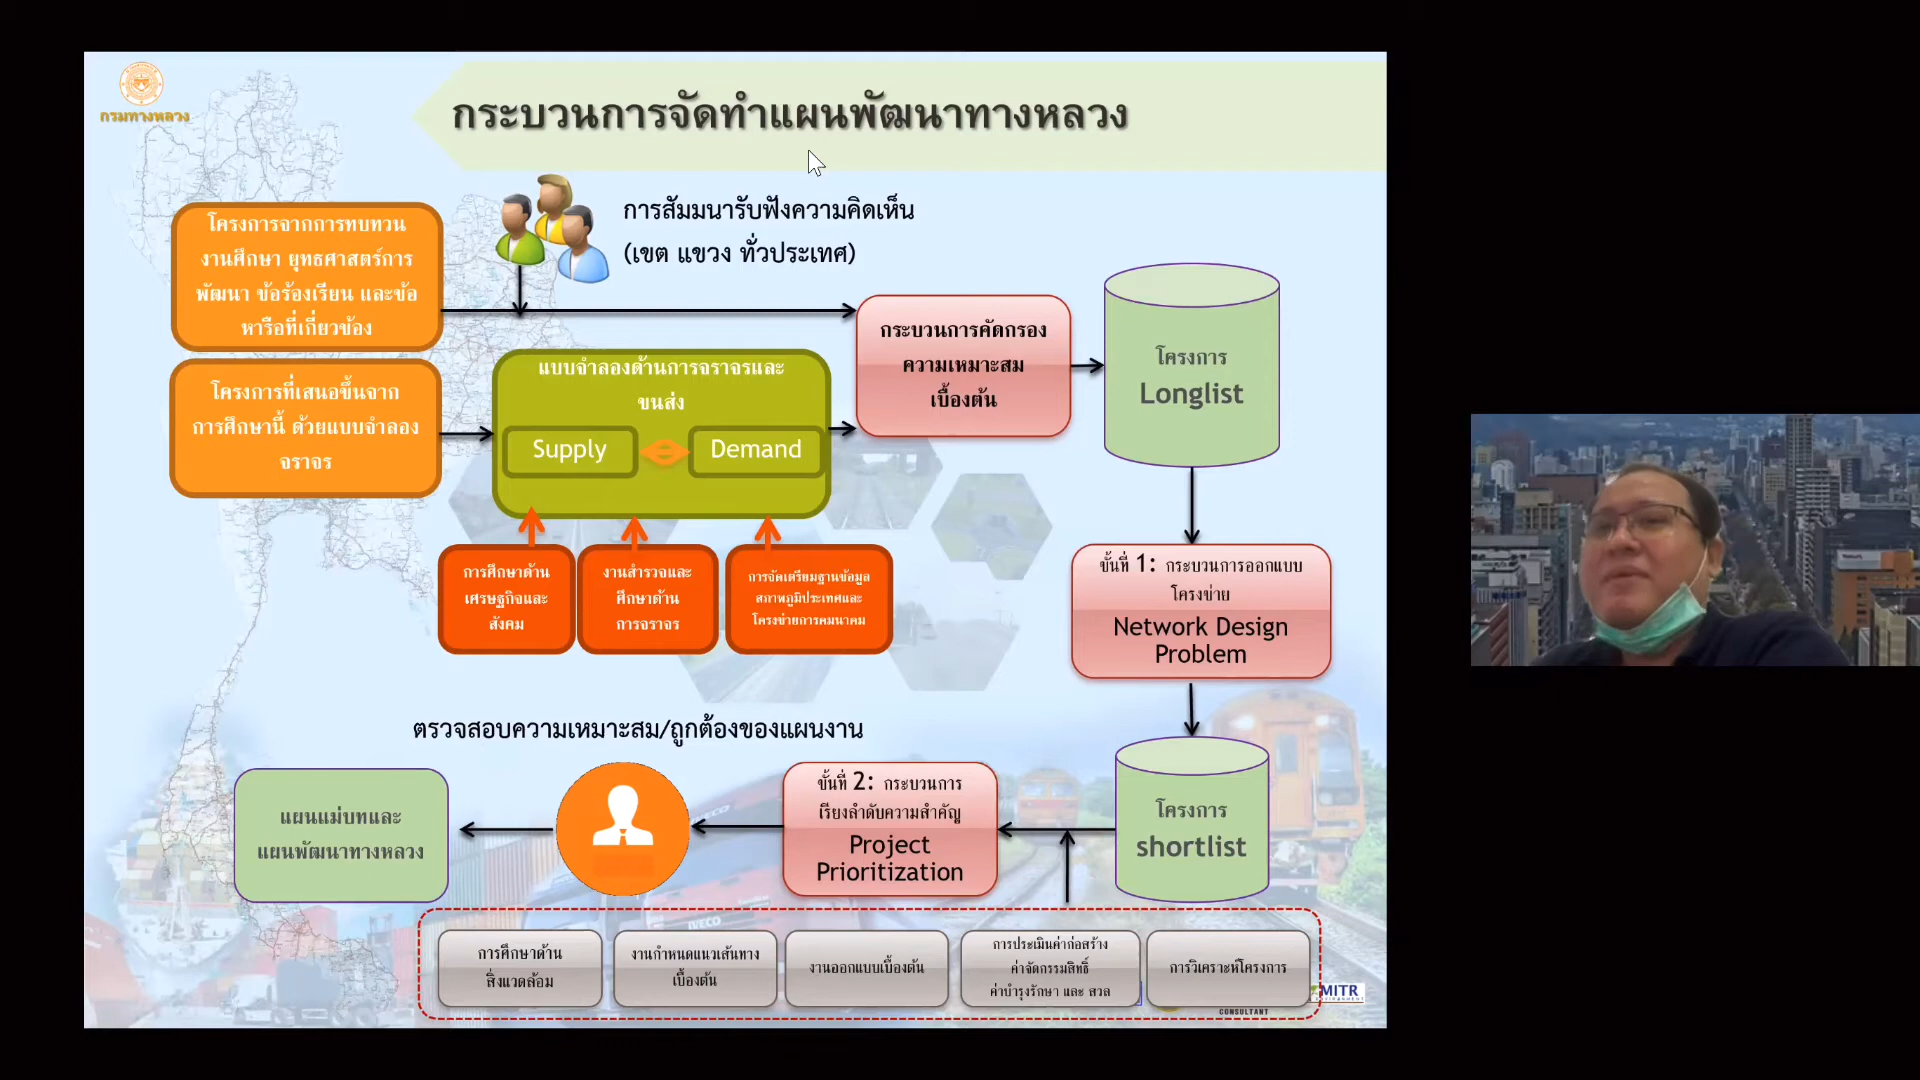 กรมทางหลวง
กระบวนการจัดทำแผนพัฒนาทางหลวง
การสัมมนารับฟังความคิดเห็น
(เขต แขวง ทั่วประเทศ)
โครงการจากการทบทวน
งานศึกษา ยุทธศาสตร์การ
พัฒนา ข้อร้องเรียน และข้อ
หารือที่เกี่ยวข้อง
โครงการที่เสนอขึ้นจาก
การศึกษานี้ ด้วยแบบจำลอง
จราจร
แบบจำลองด้านการจราจรและ
ขนส่ง
Supply
Demand
กระบวนการคัดกรอง
ความเหมาะสม
เบื้องต้น
โครงการ
Longlist
การศึกษาด้าน
เศรษฐกิจและ
สังคม
งานสำรวจและ
ศึกษาด้าน
การจราจร
การจัดเตรียมฐานข้อมูล
สภาพภูมิประเทศและ
โครงข่ายการคมนาคม
ขั้นที่ 1: กระบวนการออกแบบ
โครงข่าย
Network Design
Problem
ตรวจสอบความเหมาะสม/ถูกต้องของแผนงาน
โครงการ
shortlist
ขั้นที่ 2: กระบวนการ
เรียงลำดับความสำคัญ
Project
Prioritization
แผนแม่บทและ
แผนพัฒนาทางหลวง
การศึกษาด้าน
สิ่งแวดล้อม
งานกำหนดแนวเส้นทาง
เบื้องต้น
งานออกแบบเบื้องต้น
การประเมินค่าก่อสร้าง
ค่าจัดกรรมสิทธิ์
ค่าบำรุงรักษา และ สวล
การวิเคราะห์โครงการ
MITR
CONSULTANT
IVECO